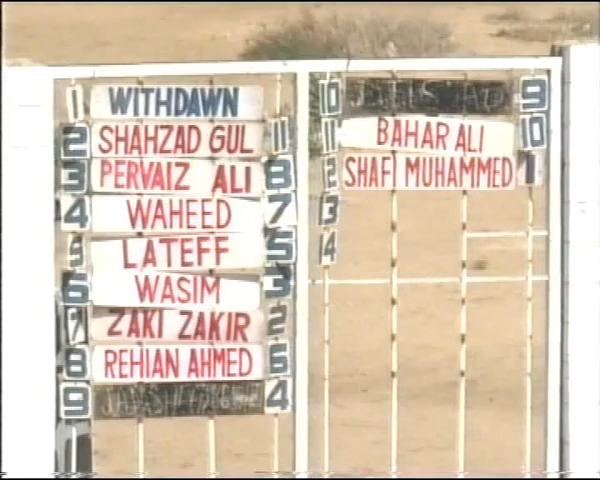 1 WITHDAWN
2 SHAHZAD GUL 11
3 PERVAIZ ALI 8
4 WAHEED 7
5 LATEFF 5
6 WASIM 3
7 ZAKI ZAKIR 2
8 REHIAN AHMED 6
9 4
10 9
11 BAHAR ALI 10
12 SHAFI MUHAMMED 1
13
14